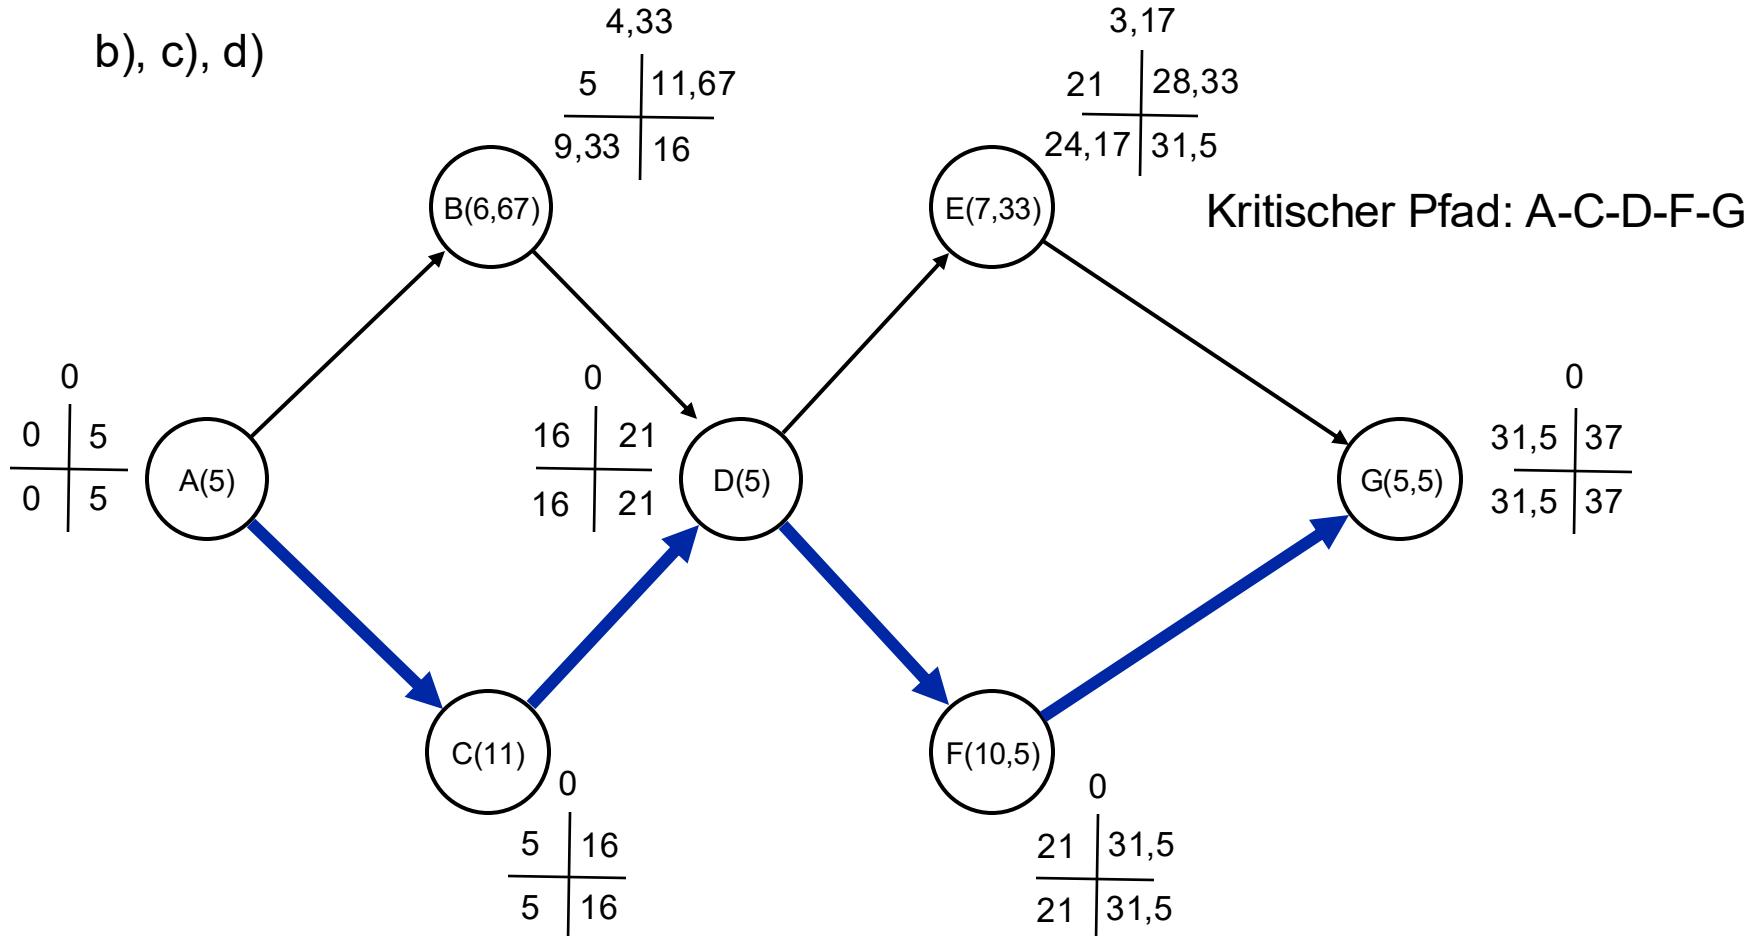 b), c), d)
4,33
5 11,67
9,33 16
3,17
21 28,33
24,17 31,5
B(6,67)
E(7,33)
Kritischer Pfad: A-C-D-F-G
0
0 5
0 5
A(5)
0
16 21
16 21
D(5)
G(5,5)
0
31,5 37
31,5 37
C(11)
0
5 16
5 16
F(10,5)
0
21 31,5
21 31,5